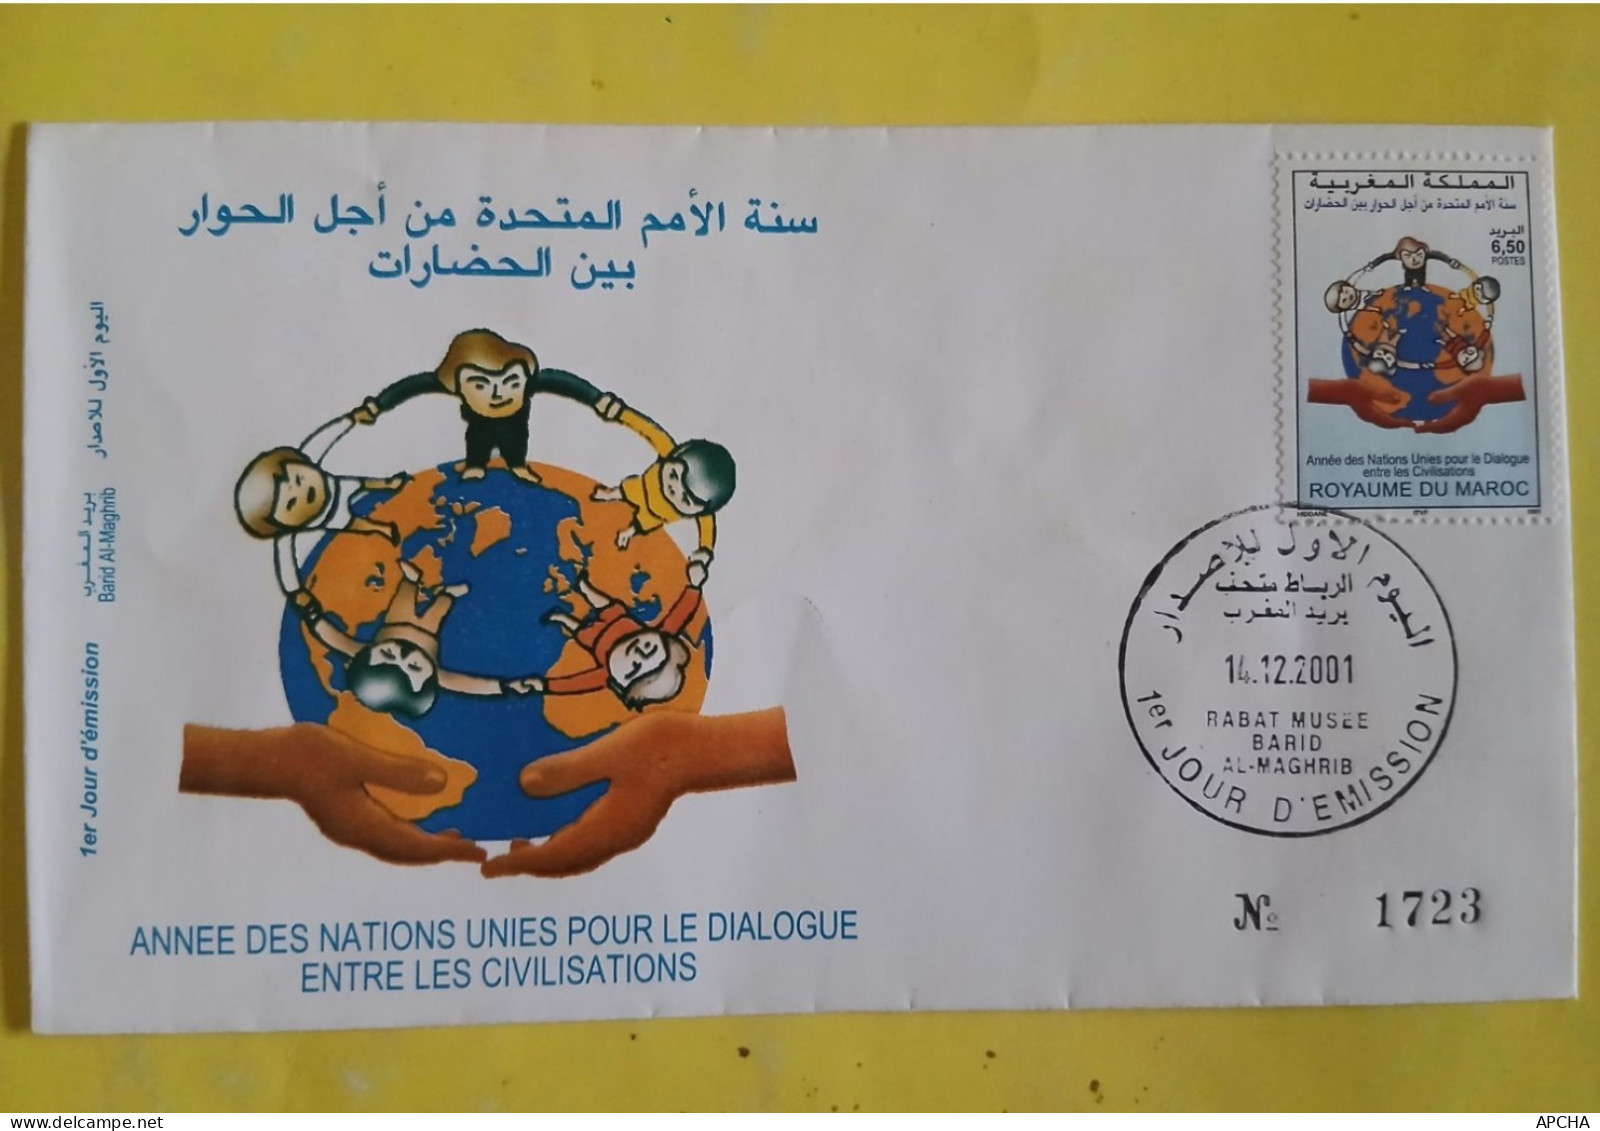 سنة الأمم المتحدة من أجل الحوار
بين الحضارات
اليوم الأول للاصدار
بريد المغرب
Barid Al-Maghrib
1er Jour d'émission
ANNEE DES NATIONS UNIES POUR LE DIALOGUE
ENTRE LES CIVILISATIONS
المملكة المغربية
سنة الأمم المتحدة من أجل الحوار بين الحضارات
البريد
6,50
POSTES
Année des Nations Unies pour le Dialogue
entre les Civilisations
ROYAUME DU MAROC
HIDDANE ITVF 2001
اليوم الأول للإصدار
الرباط متحف
بريد المغرب
14.12.2001
RABAT MUSEE
BARID
AL-MAGHRIB
1er JOUR D'EMISSION
No 1723
APCHA